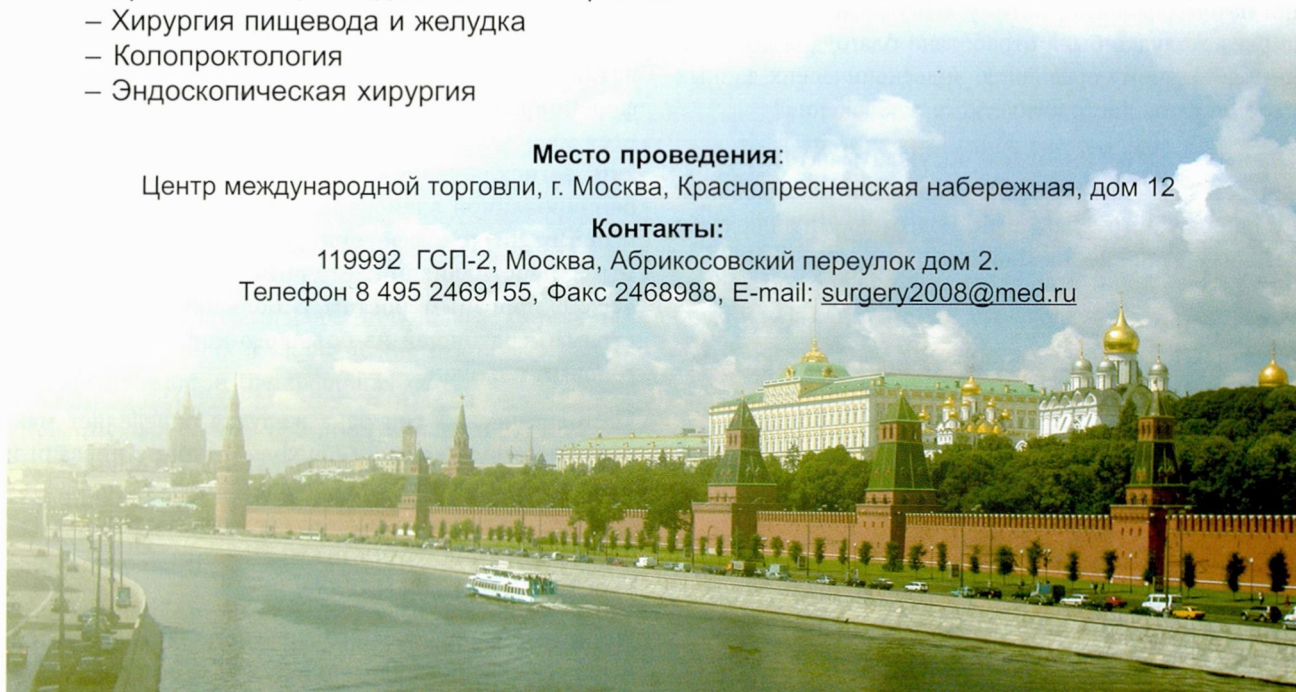 – Хирургия пищевода и желудка
– Колопроктология
– Эндоскопическая хирургия
Место проведения:
Центр международной торговли, г. Москва, Краснопресненская набережная, дом 12
Контакты:
119992 ГСП-2, Москва, Абрикосовский переулок дом 2.
Телефон 8 495 2469155, Факс 2468988, E-mail: surgery2008@med.ru